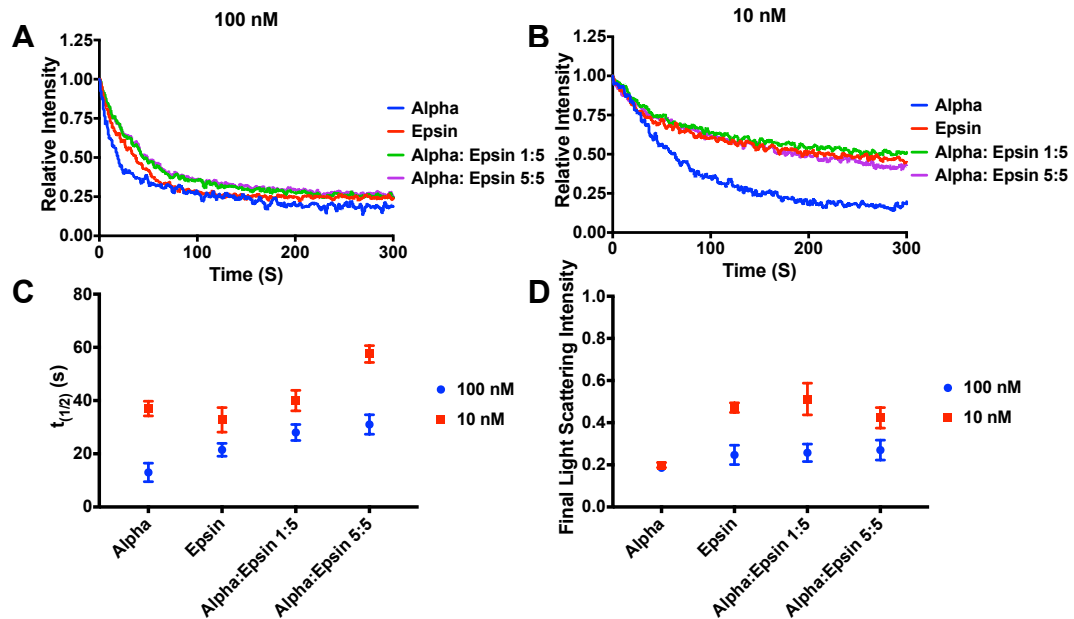 A
100 nM
1.25
1.00
0.75
0.50
0.25
0.00
0
100
200
300
Relative Intensity
Time (S)
Alpha
Epsin
Alpha: Epsin 1:5
Alpha: Epsin 5:5
B
10 nM
1.25
1.00
0.75
0.50
0.25
0.00
0
100
200
300
Relative Intensity
Time (S)
Alpha
Epsin
Alpha: Epsin 1:5
Alpha: Epsin 5:5
C
80
60
40
20
0
t(1/2) (s)
Alpha
Epsin
Alpha:Epsin 1:5
Alpha:Epsin 5:5
100 nM
10 nM
D
1.0
0.8
0.6
0.4
0.2
0.0
Final Light Scattering Intensity
Alpha
Epsin
Alpha:Epsin 1:5
Alpha:Epsin 5:5
100 nM
10 nM